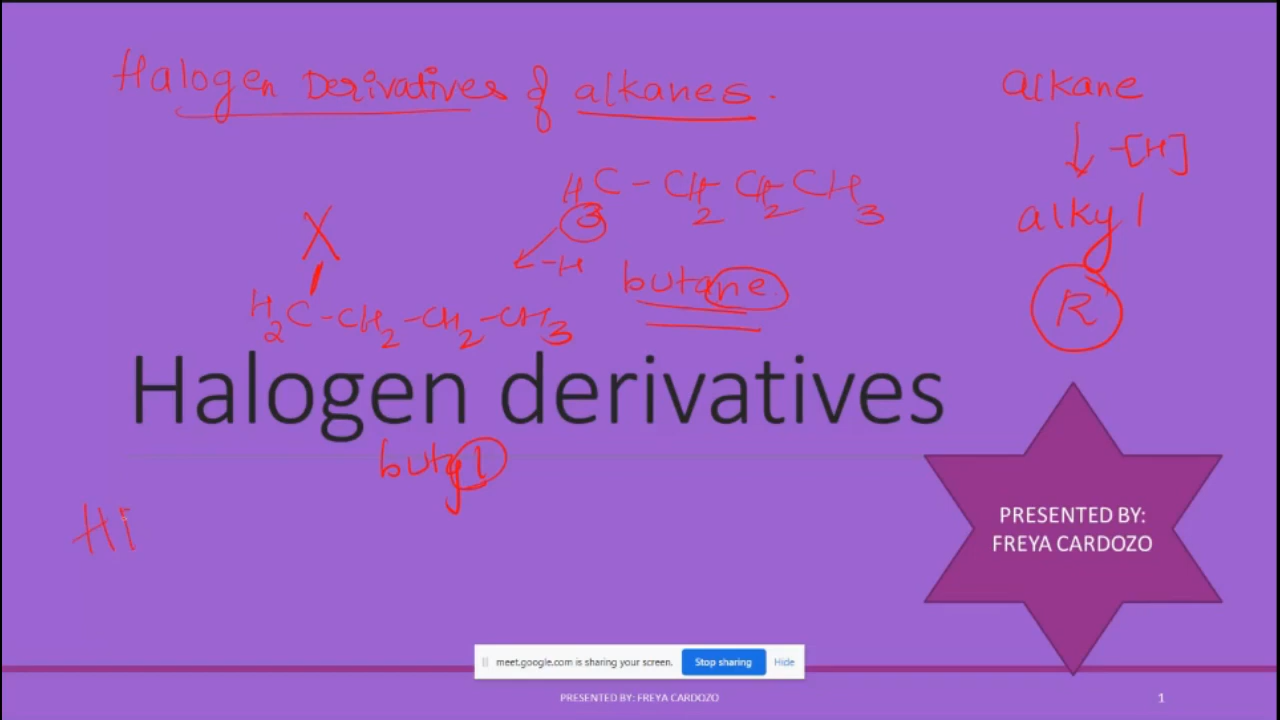 Halogen Derivatives of alkanes.
alkane
-[H]
alkyl
R
H3C - CH2 CH2 CH3
-H
butane
X
H2C - CH2 - CH2 - CH3
Halogen derivatives
butyl
HI
PRESENTED BY:
FREYA CARDOZO
meet.google.com is sharing your screen. Stop sharing Hide
PRESENTED BY: FREYA CARDOZO 1